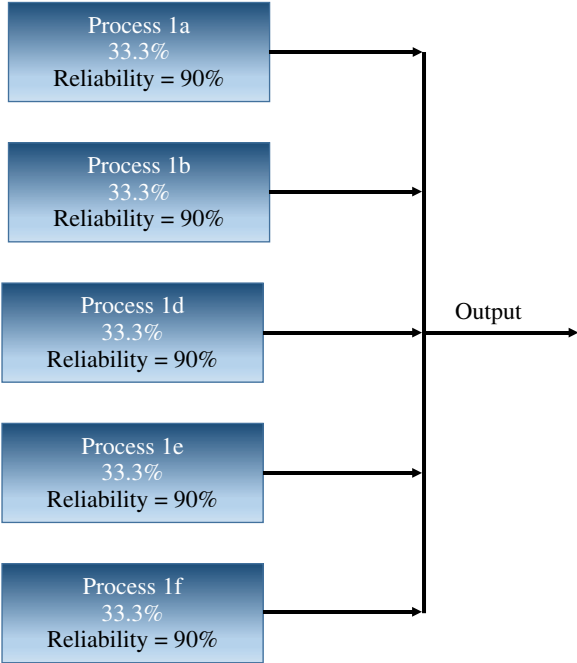 Process 1a
33.3%
Reliability = 90%
Process 1b
33.3%
Reliability = 90%
Process 1d
33.3%
Reliability = 90%
Output
Process 1e
33.3%
Reliability = 90%
Process 1f
33.3%
Reliability = 90%